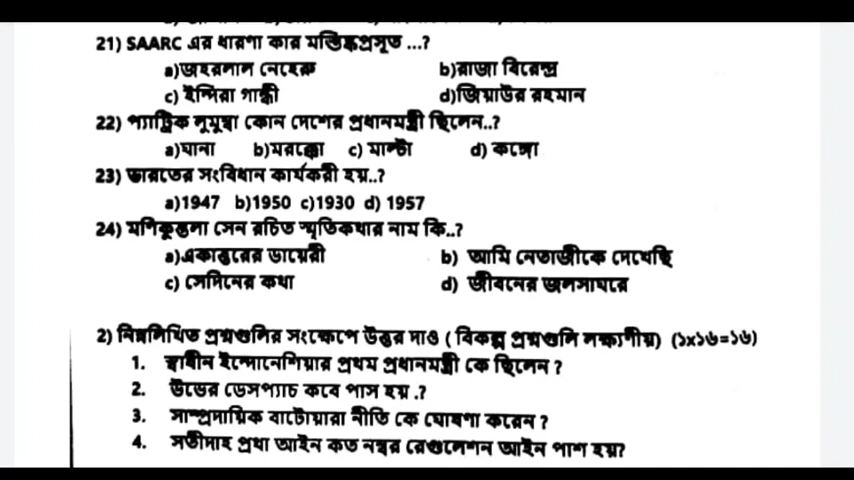 21) SAARC এর ধারণা কার মস্তিষ্কপ্রসূত ...?
a)জহরলাল নেহেরু b)রাজা বিরেন্দ্র
c) ইন্দিরা গান্ধী d)জিয়াউর রহমান
22) প্যাট্রিক লুমুম্বা কোন দেশের প্রধানমন্ত্রী ছিলেন..?
a)ঘানা b)মরক্কো c) মাল্টা d) কঙ্গো
23) ভারতের সংবিধান কার্যকরী হয়..?
a)1947 b)1950 c)1930 d) 1957
24) মণিকুন্তলা সেন রচিত স্মৃতিকথার নাম কি..?
a)একাত্তরের ডায়েরী b) আমি নেতাজীকে দেখেছি
c) সেদিনের কথা d) জীবনের জলসাঘরে
2) নিম্নলিখিত প্রশ্নগুলির সংক্ষেপে উত্তর দাও ( বিকল্প প্রশ্নগুলি লক্ষ্যণীয়) (১x১৬=১৬)
1. স্বাধীন ইন্দোনেশিয়ার প্রথম প্রধানমন্ত্রী কে ছিলেন ?
2. উডের ডেসপ্যাচ কবে পাস হয় .?
3. সাম্প্রদায়িক বাটোয়ারা নীতি কে ঘোষণা করেন ?
4. সতীদাহ প্রথা আইন কত নম্বর রেগুলেশন আইন পাশ হয়?